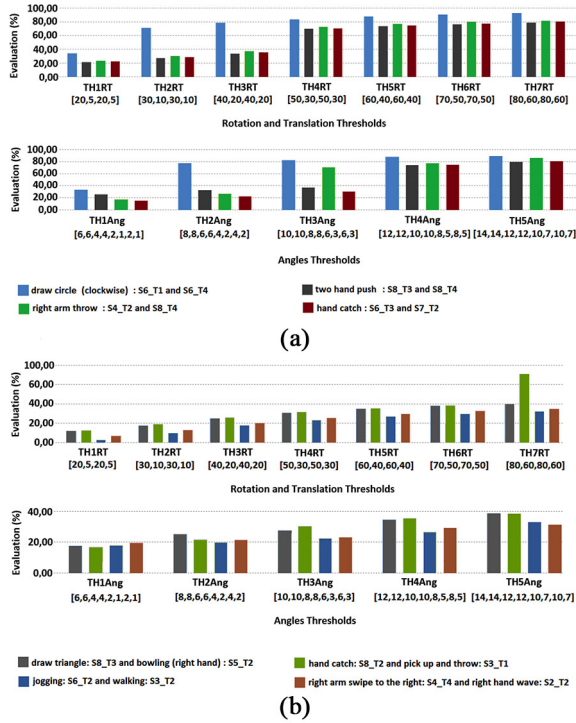 100,00
80,00
60,00
40,00
20,00
00,00
Evaluation (%)
TH1RT TH2RT TH3RT TH4RT TH5RT TH6RT TH7RT
[20,5,20,5] [30,10,30,10] [40,20,40,20] [50,30,50,30] [60,40,60,40] [70,50,70,50] [80,60,80,60]
Rotation and Translation Thresholds
100,00
80,00
60,00
40,00
20,00
00,00
Evaluation (%)
TH1Ang TH2Ang TH3Ang TH4Ang TH5Ang
[6,6,4,4,2,1,2,1] [8,8,6,6,4,2,4,2] [10,10,8,8,6,3,6,3] [12,12,10,10,8,5,8,5] [14,14,12,12,10,7,10,7]
Angles Thresholds
draw circle (clockwise) : S6_T1 and S6_T4 two hand push : S8_T3 and S8_T4
right arm throw : S4_T2 and S8_T4 hand catch : S6_T3 and S7_T2
(a)
100,00
80,00
60,00
40,00
20,00
0,00
Evaluation (%)
TH1RT TH2RT TH3RT TH4RT TH5RT TH6RT TH7RT
[20,5,20,5] [30,10,30,10] [40,20,40,20] [50,30,50,30] [60,40,60,40] [70,50,70,50] [80,60,80,60]
Rotation and Translation Thresholds
40,00
20,00
0,00
Evaluation (%)
TH1Ang TH2Ang TH3Ang TH4Ang TH5Ang
[6,6,4,4,2,1,2,1] [8,8,6,6,4,2,4,2] [10,10,8,8,6,3,6,3] [12,12,10,10,8,5,8,5] [14,14,12,12,10,7,10,7]
Angles Thresholds
draw triangle: S8_T3 and bowling (right hand) : S5_T2 hand catch: S8_T2 and pick up and throw: S3_T1
jogging: S6_T2 and walking: S3_T2 right arm swipe to the right: S4_T4 and right hand wave: S2_T2
(b)